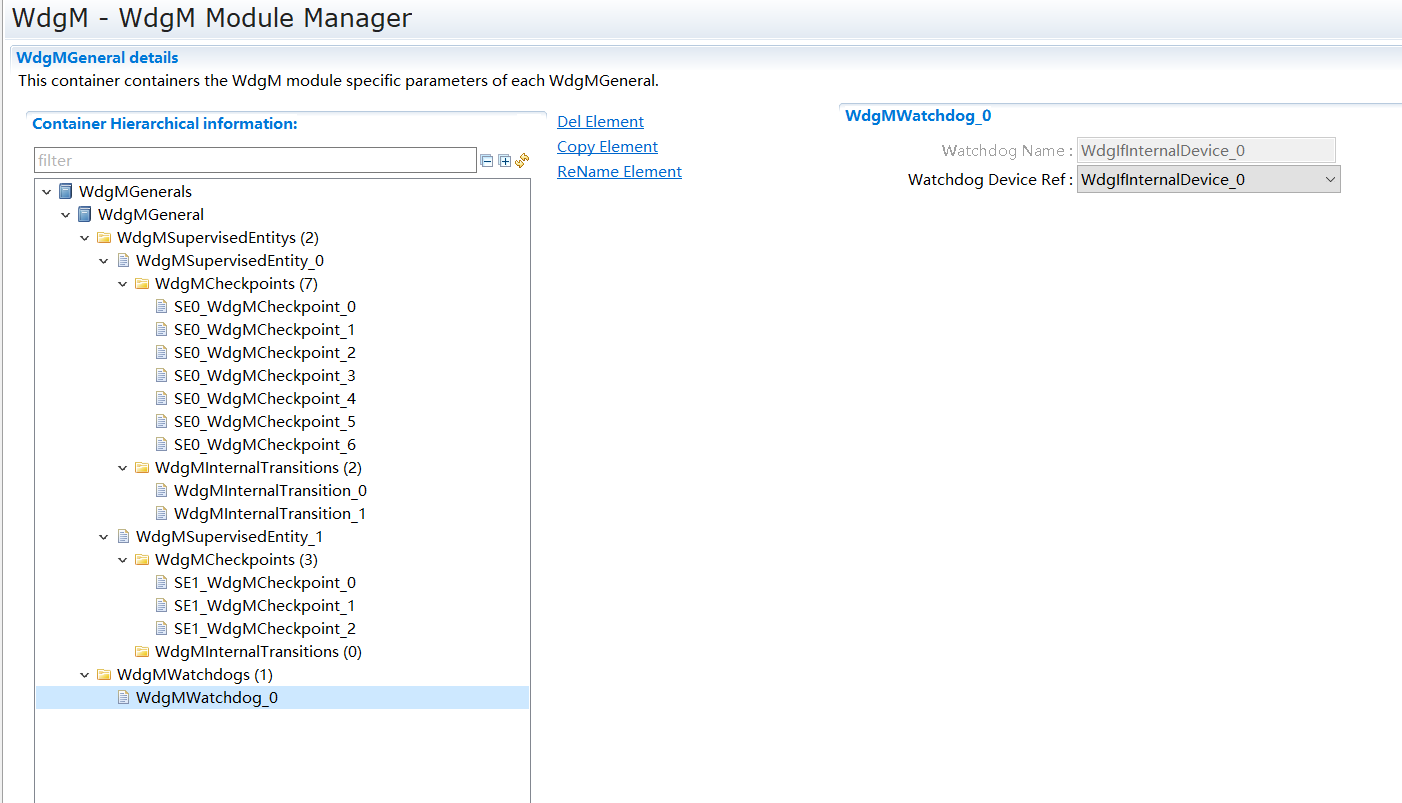 WdgM - WdgM Module Manager
WdgMGeneral details
This container containers the WdgM module specific parameters of each WdgMGeneral.
Container Hierarchical information:
filter
WdgMGenerals
WdgMGeneral
WdgMSupervisedEntitys (2)
WdgMSupervisedEntity_0
WdgMCheckpoints (7)
SE0_WdgMCheckpoint_0
SE0_WdgMCheckpoint_1
SE0_WdgMCheckpoint_2
SE0_WdgMCheckpoint_3
SE0_WdgMCheckpoint_4
SE0_WdgMCheckpoint_5
SE0_WdgMCheckpoint_6
WdgMInternalTransitions (2)
WdgMInternalTransition_0
WdgMInternalTransition_1
WdgMSupervisedEntity_1
WdgMCheckpoints (3)
SE1_WdgMCheckpoint_0
SE1_WdgMCheckpoint_1
SE1_WdgMCheckpoint_2
WdgMInternalTransitions (0)
WdgMWatchdogs (1)
WdgMWatchdog_0
Del Element
Copy Element
ReName Element
WdgMWatchdog_0
Watchdog Name : WdgIfInternalDevice_0
Watchdog Device Ref : WdgIfInternalDevice_0